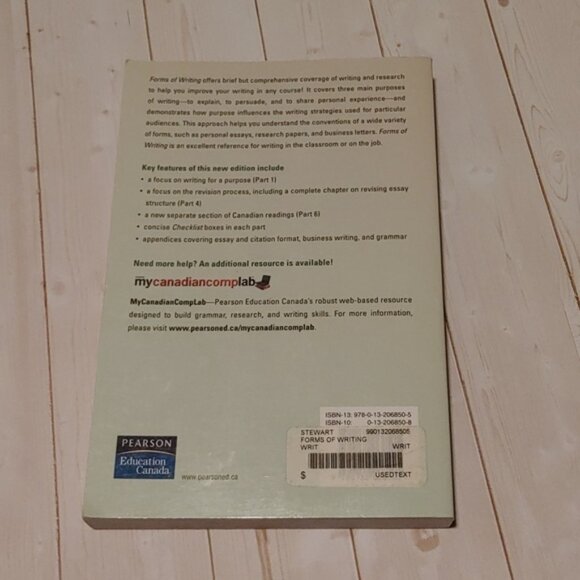 Forms of Writing offers brief but comprehensive coverage of writing and research
to help you improve your writing in any course! It covers three main purposes
of writing—to explain, to persuade, and to share personal experience—and
demonstrates how purpose influences the writing strategies used for particular
audiences. This approach helps you understand the conventions of a wide variety
of forms, such as personal essays, research papers, and business letters. Forms of
Writing is an excellent reference for writing in the classroom or on the job.
Key features of this new edition include
• a focus on writing for a purpose (Part 1)
• a focus on the revision process, including a complete chapter on revising essay
structure (Part 4)
• a new separate section of Canadian readings (Part 6)
• concise Checklist boxes in each part
• appendices covering essay and citation format, business writing, and grammar
Need more help? An additional resource is available!
mycanadiancomplab
MyCanadianCompLab—Pearson Education Canada's robust web-based resource
designed to build grammar, research, and writing skills. For more information,
please visit www.pearsoned.ca/mycanadiancomplab.
ISBN-13: 978-0-13-206850-5
ISBN-10: 0-13-206850-8
STEWART 990132068505
FORMS OF WRITING
WRIT WRIT
$ USEDTEXT
PEARSON
Education
Canada
www.pearsoned.ca